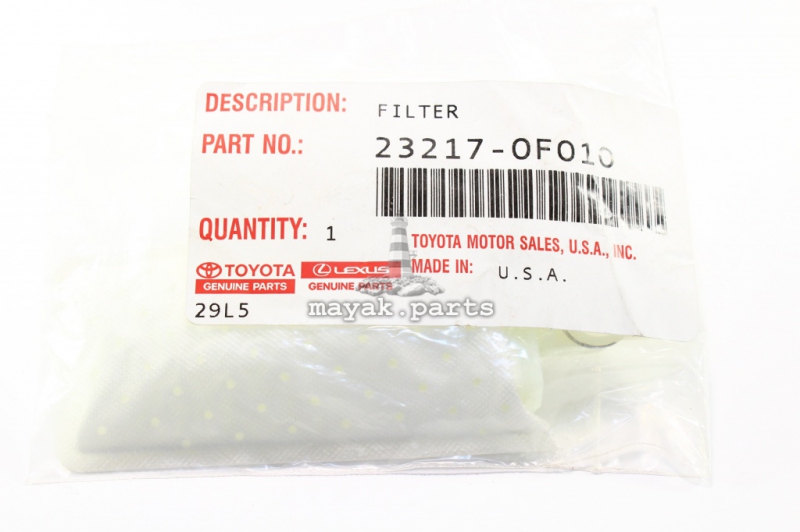 DESCRIPTION: FILTER
PART NO.: 23217-0F010
QUANTITY: 1
TOYOTA MOTOR SALES, U.S.A., INC.
MADE IN: U.S.A.
TOYOTA
GENUINE PARTS
LEXUS
GENUINE PARTS
29L5
mayak.parts